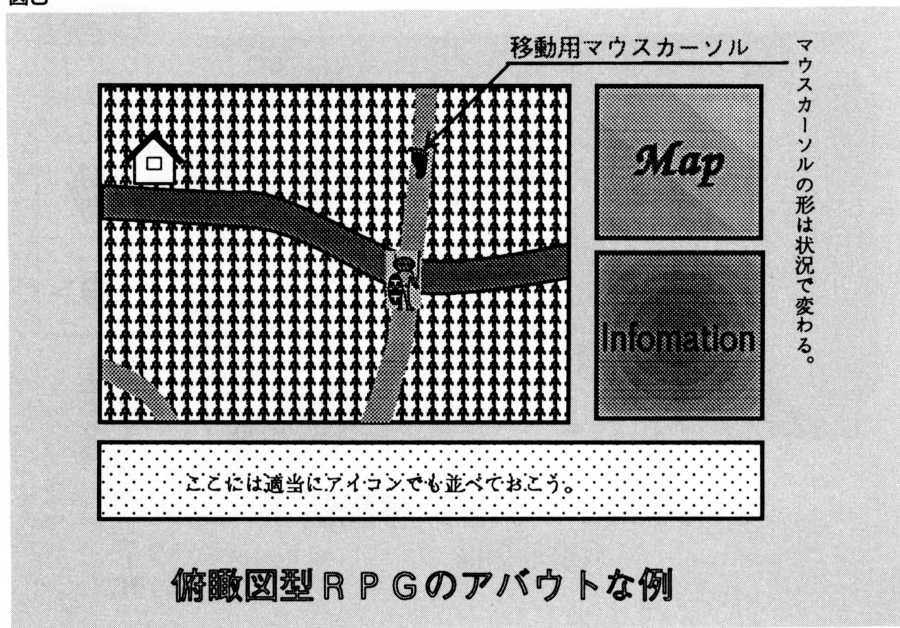 移動用マウスカーソル
マウスカーソルの形は状況で変わる。
Map
Infomation
ここには適当にアイコンでも並べておこう。
俯瞰図型RPGのアバウトな例